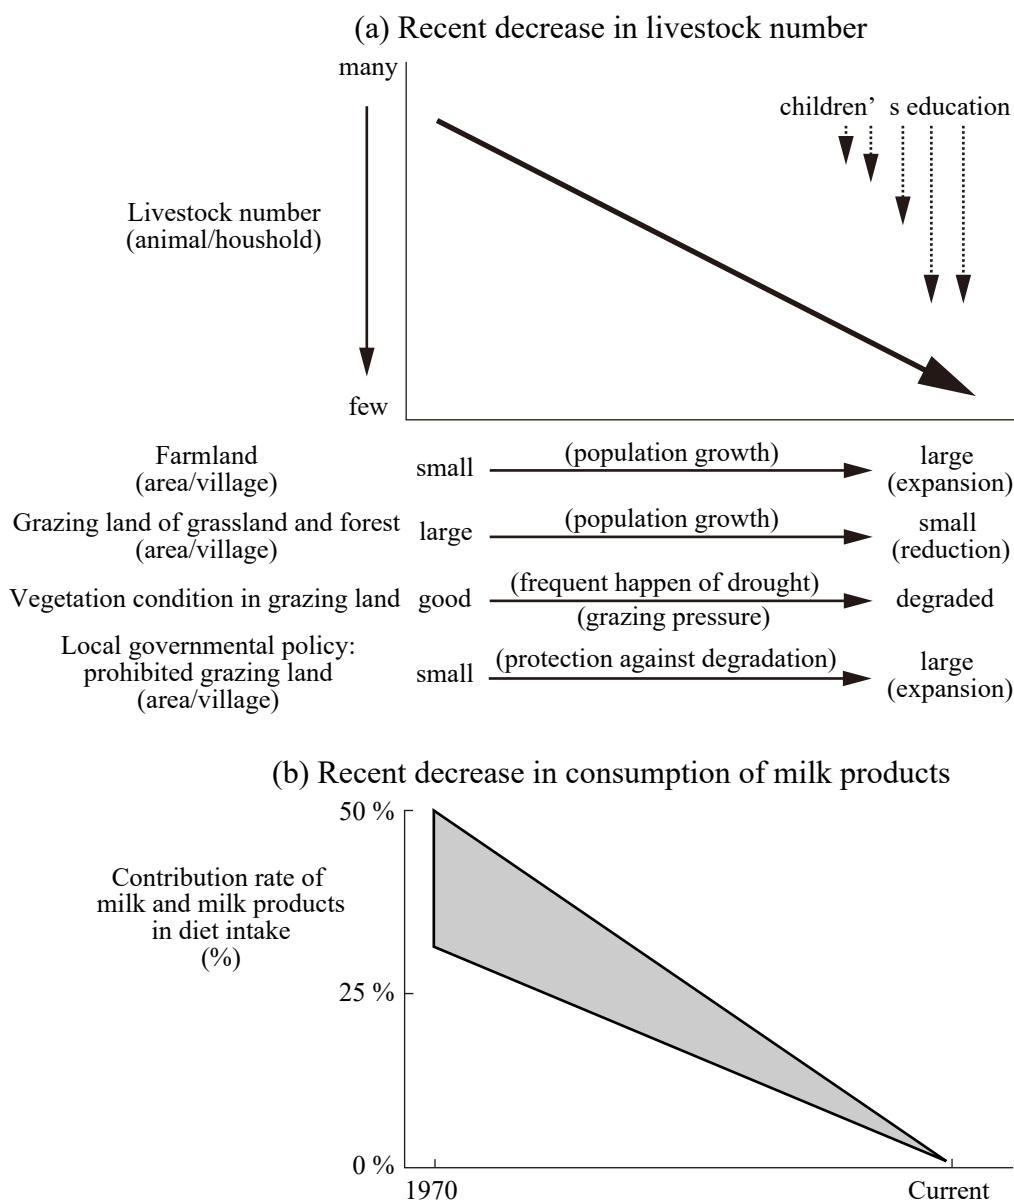 (a) Recent decrease in livestock number
many
children’ s education
Livestock number
(animal/houshold)
few
Farmland
(area/village)
small
(population growth)
large
(expansion)
Grazing land of grassland and forest
(area/village)
large
(population growth)
small
(reduction)
Vegetation condition in grazing land
good
(frequent happen of drought)
(grazing pressure)
degraded
Local governmental policy:
prohibited grazing land
(area/village)
small
(protection against degradation)
large
(expansion)
(b) Recent decrease in consumption of milk products
50 %
Contribution rate of
milk and milk products
in diet intake
(%)
25 %
0 %
1970
Current